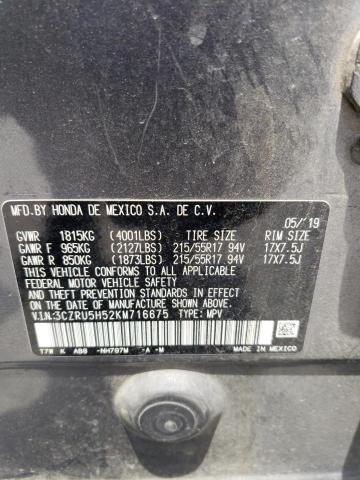 MFD.BY HONDA DE MEXICO S.A. DE C.V.
05/'19
GVWR 1815KG (4001LBS) TIRE SIZE RIM SIZE
GAWR F 965KG (2127LBS) 215/55R17 94V 17X7.5J
GAWR R 850KG (1873LBS) 215/55R17 94V 17X7.5J
THIS VEHICLE CONFORMS TO ALL APPLICABLE
FEDERAL MOTOR VEHICLE SAFETY AND THEFT
PREVENTION STANDARDS IN EFFECT ON THE DATE
OF MANUFACTURE SHOWN ABOVE.
V.I.N:3CZRU5H52KM716675 TYPE: MPV
T7W K ABB -NH797M -A -M MADE IN MEXICO